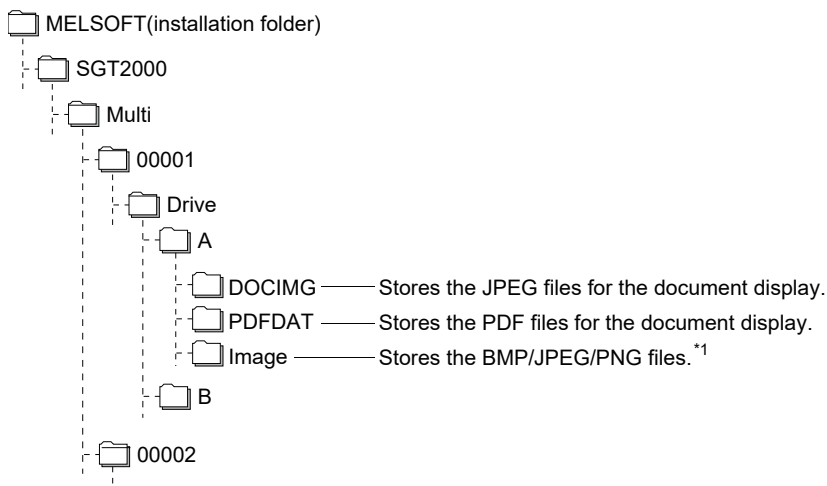 MELSOFT(installation folder)
SGT2000
Multi
00001
Drive
A
DOCIMG Stores the JPEG files for the document display.
PDFDAT Stores the PDF files for the document display.
Image Stores the BMP/JPEG/PNG files.*1
B
00002